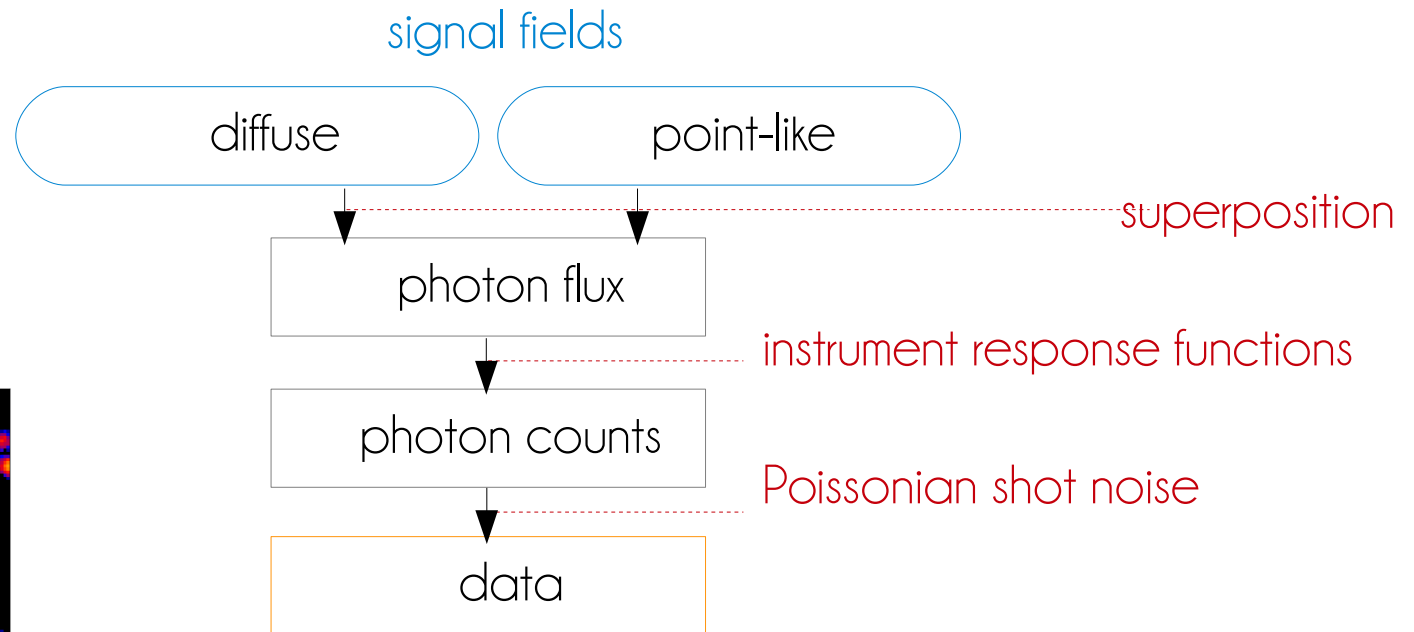 signal fields
diffuse
point-like
superposition
photon flux
instrument response functions
photon counts
Poissonian shot noise
data